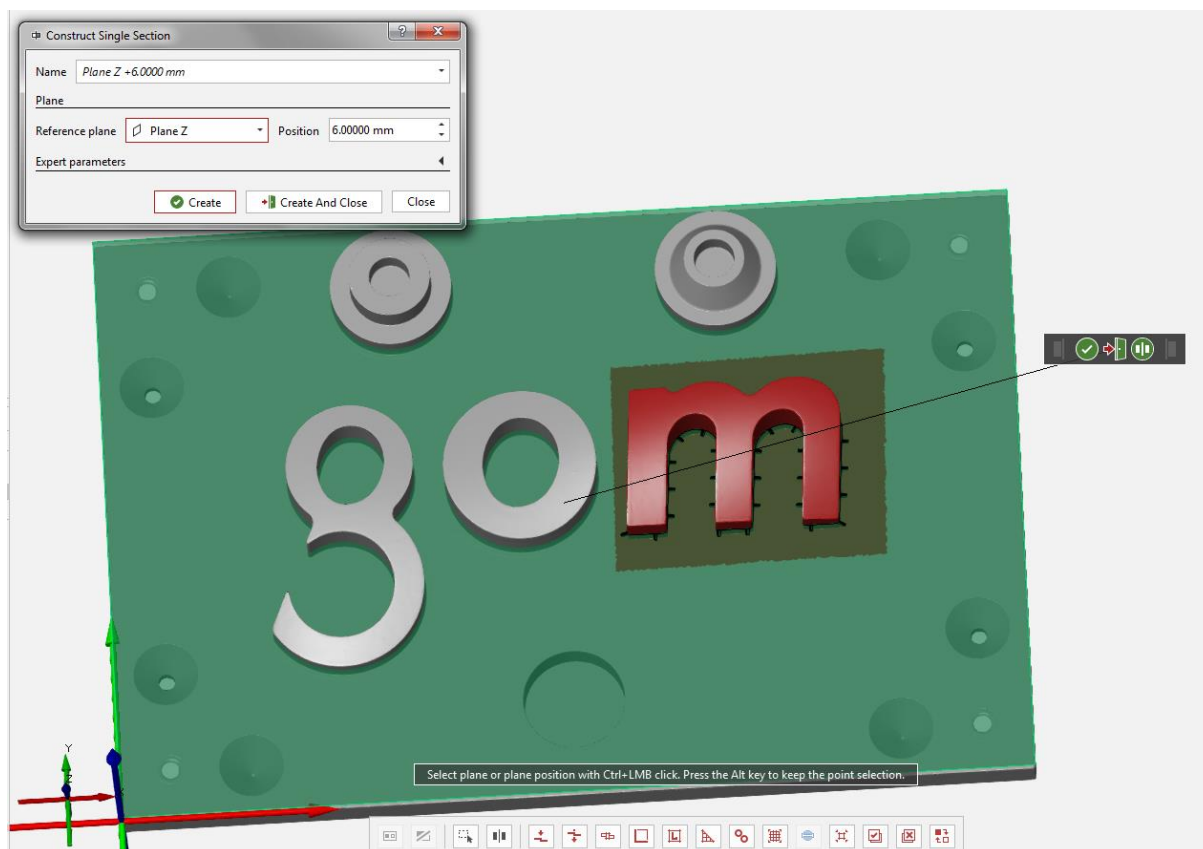 Construct Single Section
Name Plane Z +6.0000 mm
Plane
Reference plane Plane Z Position 6.00000 mm
Expert parameters
Create Create And Close Close
gom
Y
Z
Select plane or plane position with Ctrl+LMB click. Press the Alt key to keep the point selection.